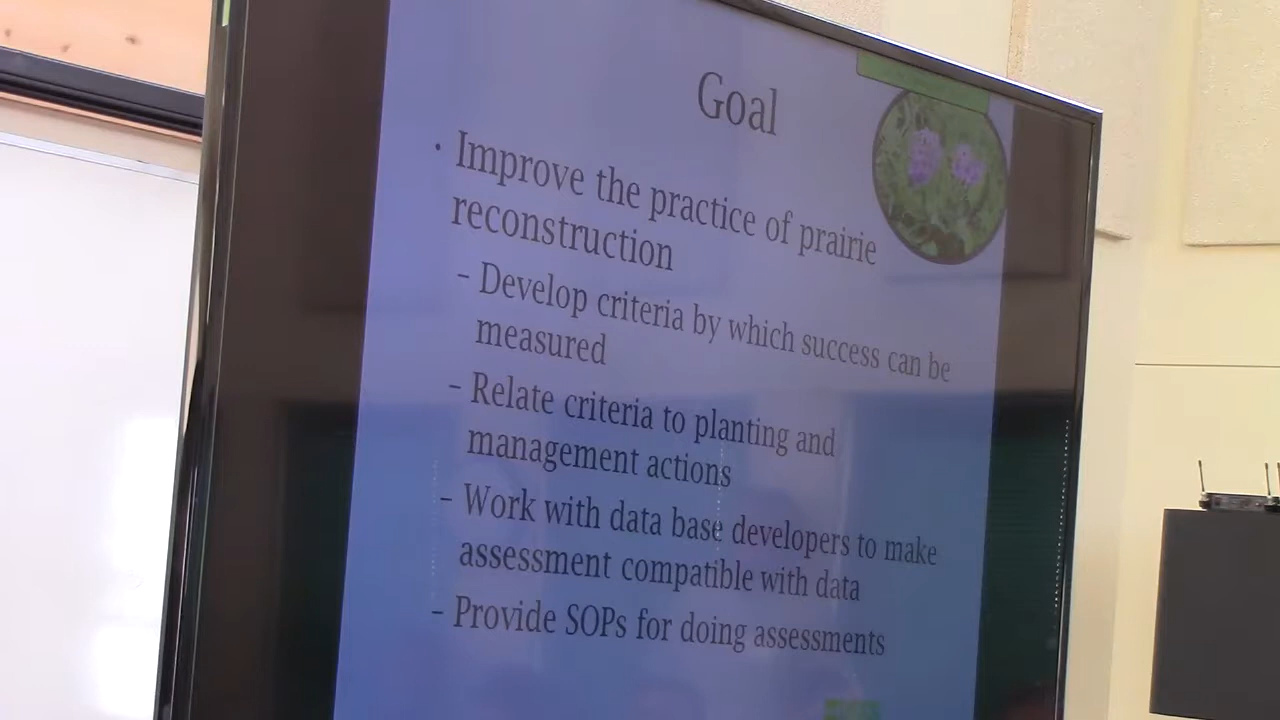 Goal
· Improve the practice of prairie
reconstruction
– Develop criteria by which success can be
measured
– Relate criteria to planting and
management actions
– Work with data base developers to make
assessment compatible with data
– Provide SOPs for doing assessments